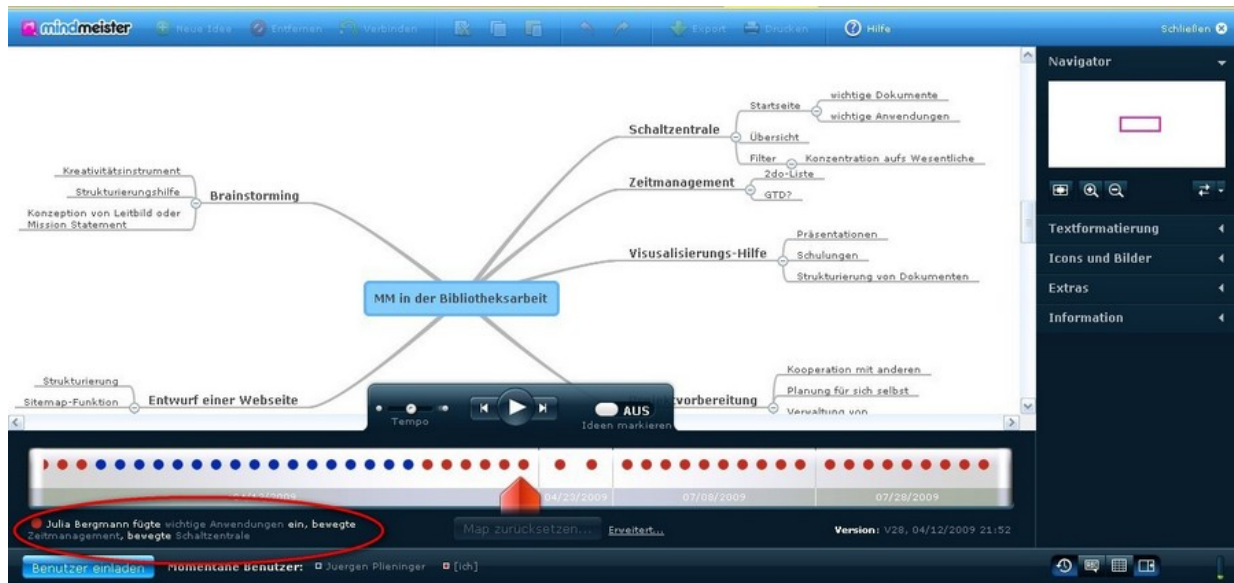 mindmeister Neue Idee Entfernen Verbinden Export Drucken Hilfe Schließen
Navigator
Textformatierung
Icons und Bilder
Extras
Information
Kreativitätsinstrument
Strukturierungshilfe
Konzeption von Leitbild oder
Mission Statement
Brainstorming
Schaltzentrale
Startseite
wichtige Dokumente
wichtige Anwendungen
Übersicht
Filter
Konzentration aufs Wesentliche
Zeitmanagement
2do-Liste
GTD?
Visusalisierungs-Hilfe
Präsentationen
Schulungen
Strukturierung von Dokumenten
MM in der Bibliotheksarbeit
Strukturierung
Sitemap-Funktion
Entwurf einer Webseite
ktvorbereitung
Kooperation mit anderen
Planung für sich selbst
Verwaltung von
Tempo
AUS
Ideen markieren
04/12/2009 04/23/2009 07/08/2009 07/28/2009
Julia Bergmann fügte wichtige Anwendungen ein, bewegte
Zeitmanagement, bewegte Schaltzentrale
Map zurücksetzen... Erweitert...
Version: V28, 04/12/2009 21:52
Benutzer einladen Momentane Benutzer: Juergen Plieninger [ich]